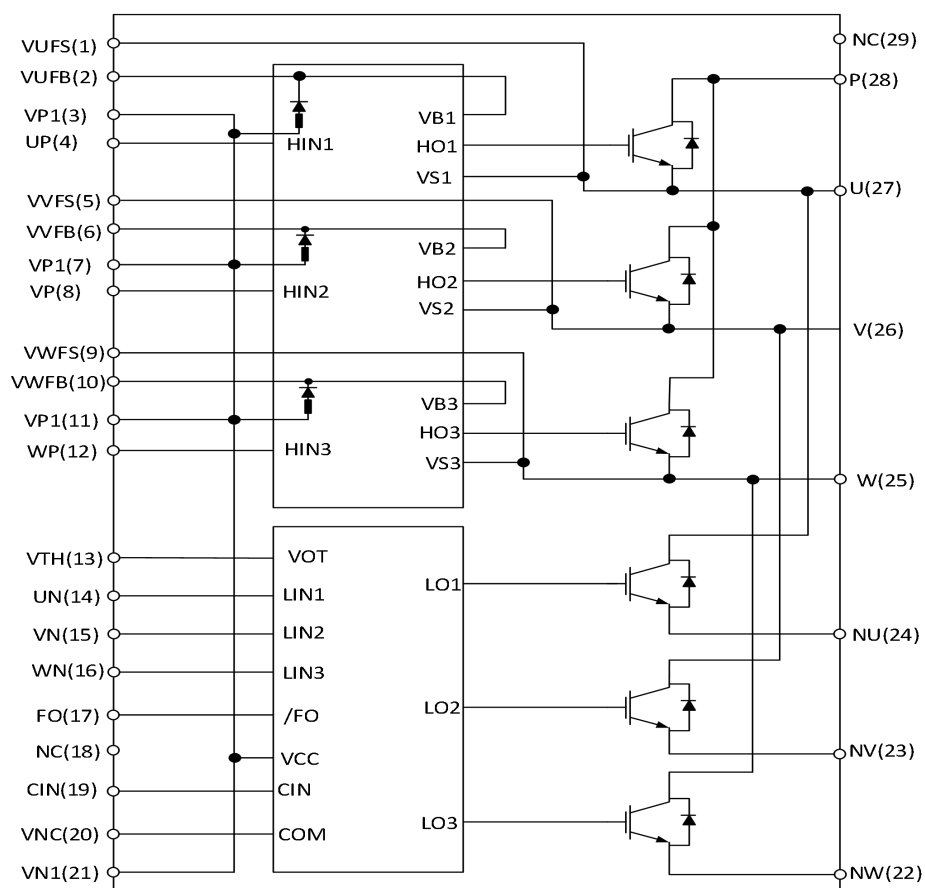 VUFS(1)
VUFB(2)
VP1(3)
UP(4)
VVFS(5)
VVFB(6)
VP1(7)
VP(8)
VWFS(9)
VWFB(10)
VP1(11)
WP(12)
VTH(13)
UN(14)
VN(15)
WN(16)
FO(17)
NC(18)
CIN(19)
VNC(20)
VN1(21)
HIN1
HIN2
HIN3
VB1
HO1
VS1
VB2
HO2
VS2
VB3
HO3
VS3
VOT
LIN1
LIN2
LIN3
/FO
VCC
CIN
COM
LO1
LO2
LO3
NC(29)
P(28)
U(27)
V(26)
W(25)
NU(24)
NV(23)
NW(22)